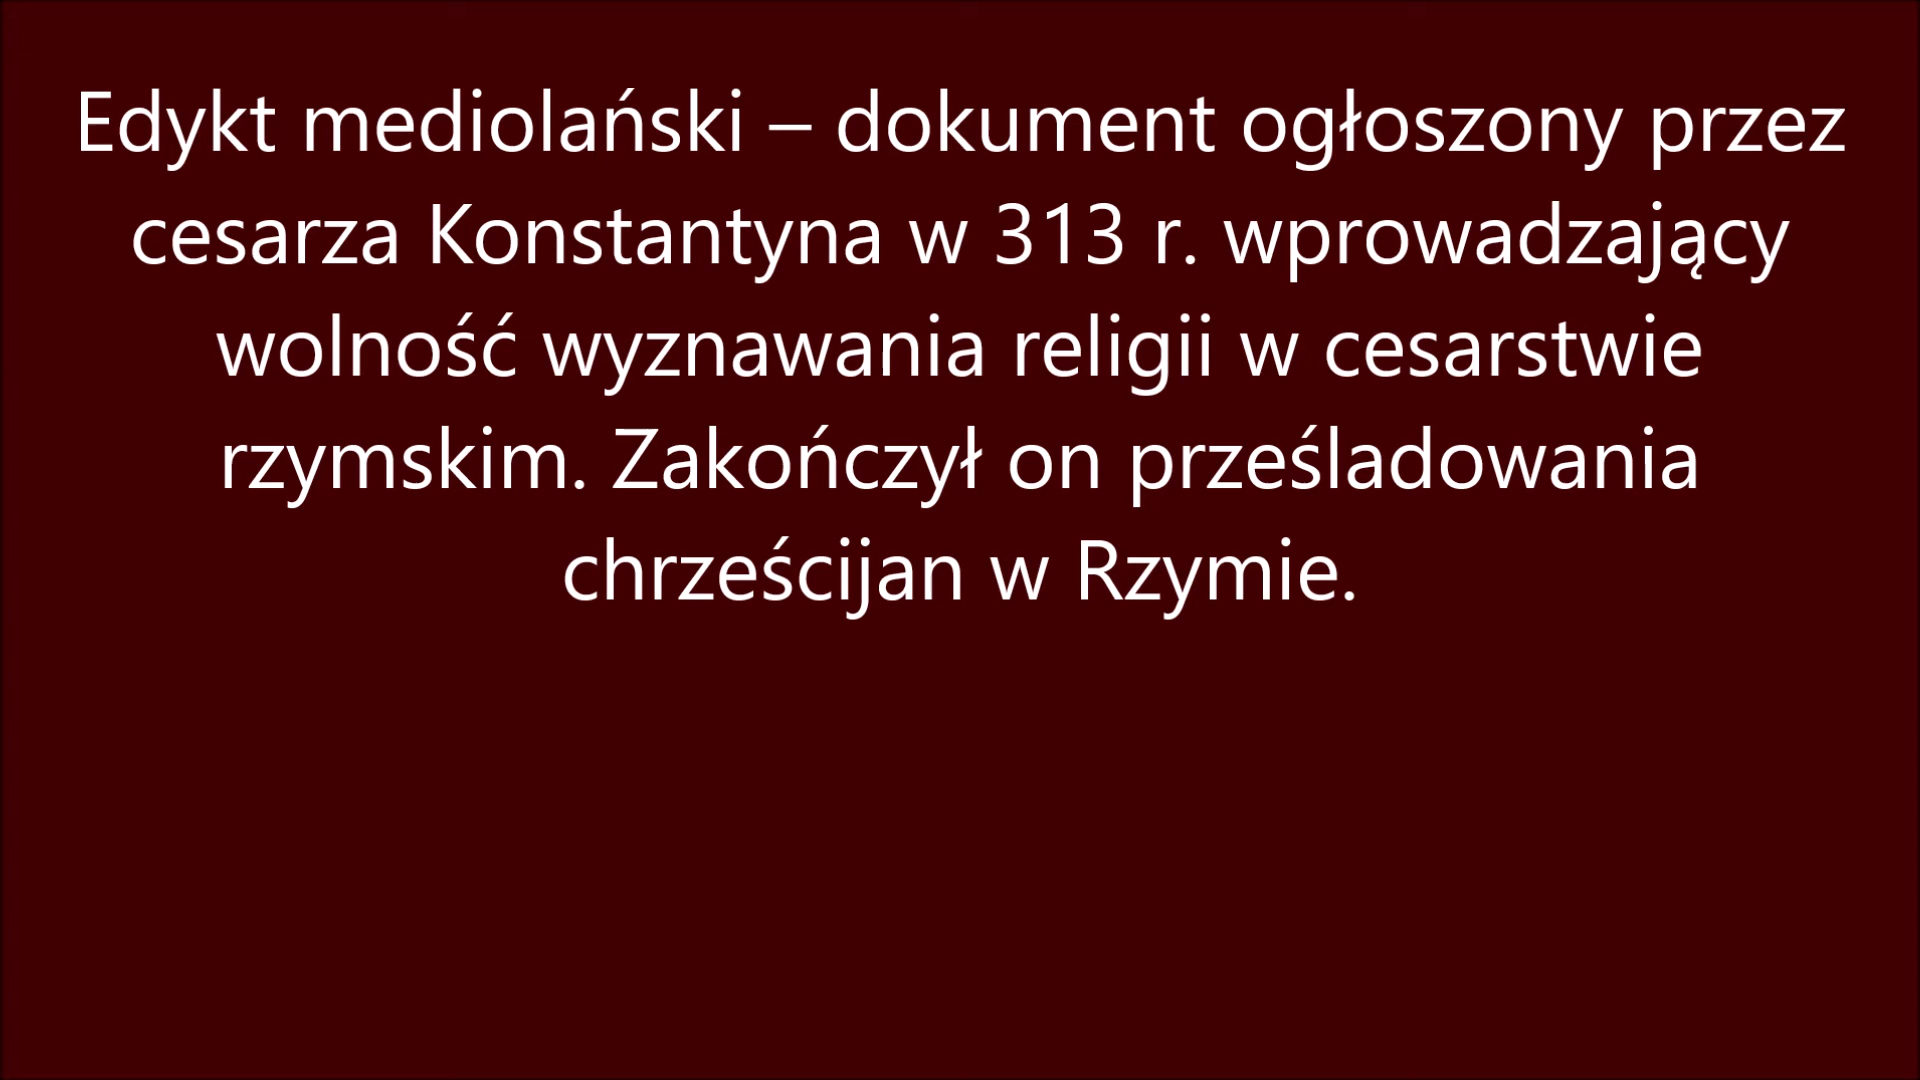 Edykt mediolański – dokument ogłoszony przez
cesarza Konstantyna w 313 r. wprowadzający
wolność wyznawania religii w cesarstwie
rzymskim. Zakończył on prześladowania
chrześcijan w Rzymie.